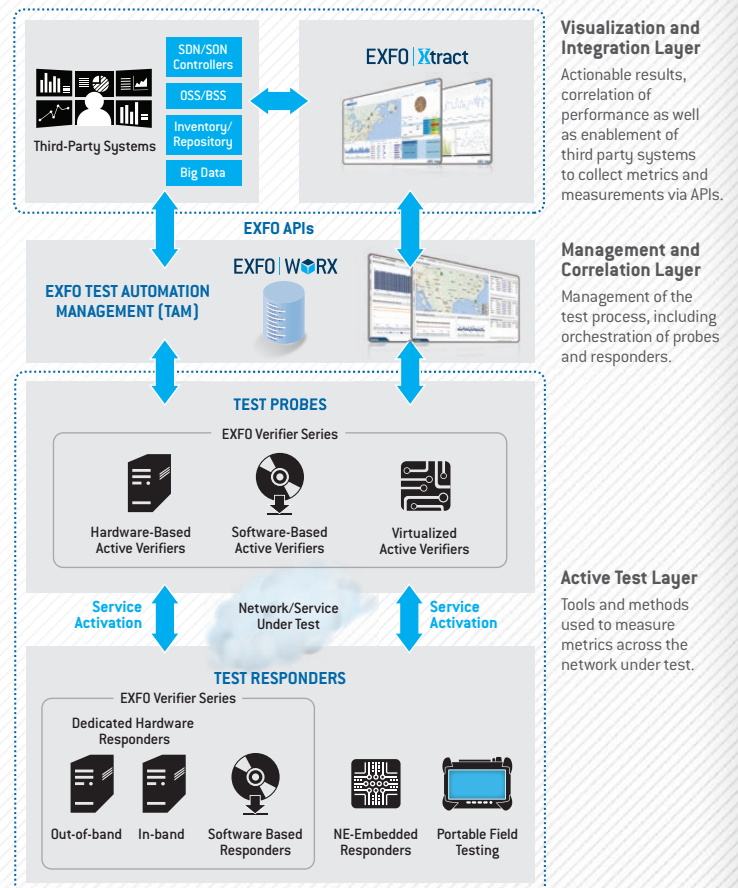 SDN/SON
Controllers
OSS/BSS
Inventory/
Repository
Big Data
Third-Party Systems
EXFO | Xtract
Visualization and
Integration Layer
Actionable results,
correlation of
performance as well
as enablement of
third party systems
to collect metrics and
measurements via APIs.
EXFO APIs
EXFO TEST AUTOMATION
MANAGEMENT (TAM)
EXFO | WORX
Management and
Correlation Layer
Management of the
test process, including
orchestration of probes
and responders.
TEST PROBES
EXFO Verifier Series
Hardware-Based
Active Verifiers
Software-Based
Active Verifiers
Virtualized
Active Verifiers
Service
Activation
Network/Service
Under Test
Service
Activation
Active Test Layer
Tools and methods
used to measure
metrics across the
network under test.
TEST RESPONDERS
EXFO Verifier Series
Dedicated Hardware
Responders
Out-of-band
In-band
Software Based
Responders
NE-Embedded
Responders
Portable Field
Testing